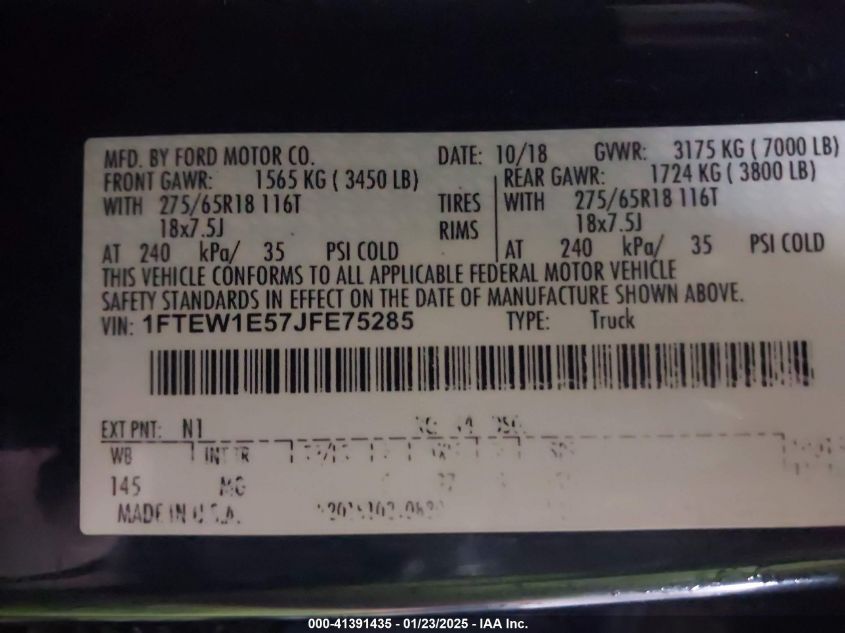 MFD. BY FORD MOTOR CO. DATE: 10/18 GVWR: 3175 KG ( 7000 LB)
FRONT GAWR: 1565 KG ( 3450 LB) REAR GAWR: 1724 KG ( 3800 LB)
WITH 275/65R18 116T TIRES WITH 275/65R18 116T
18x7.5J RIMS 18x7.5J
AT 240 kPa/ 35 PSI COLD AT 240 kPa/ 35 PSI COLD
THIS VEHICLE CONFORMS TO ALL APPLICABLE FEDERAL MOTOR VEHICLE
SAFETY STANDARDS IN EFFECT ON THE DATE OF MANUFACTURE SHOWN ABOVE.
VIN: 1FTEW1E57JFE75285 TYPE: Truck
EXT PNT: N1
WB INT TR
145 MG
MADE IN U.S.A.
000-41391435 - 01/23/2025 - IAA Inc.